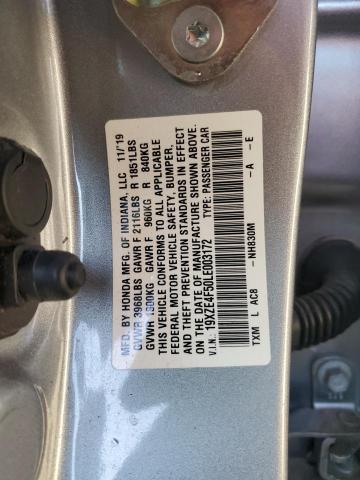 MFD. BY HONDA MFG. OF INDIANA, LLC 11/19
GVWR 3968LBS GAWR F 2116LBS R 1851LBS
GVWR 1800KG GAWR F 960KG R 840KG
THIS VEHICLE CONFORMS TO ALL APPLICABLE
FEDERAL MOTOR VEHICLE SAFETY, BUMPER,
AND THEFT PREVENTION STANDARDS IN EFFECT
ON THE DATE OF MANUFACTURE SHOWN ABOVE.
V.I.N. 19XZE4F50LE003172 TYPE: PASSENGER CAR
TXM L AC8 -NH830M -A -E